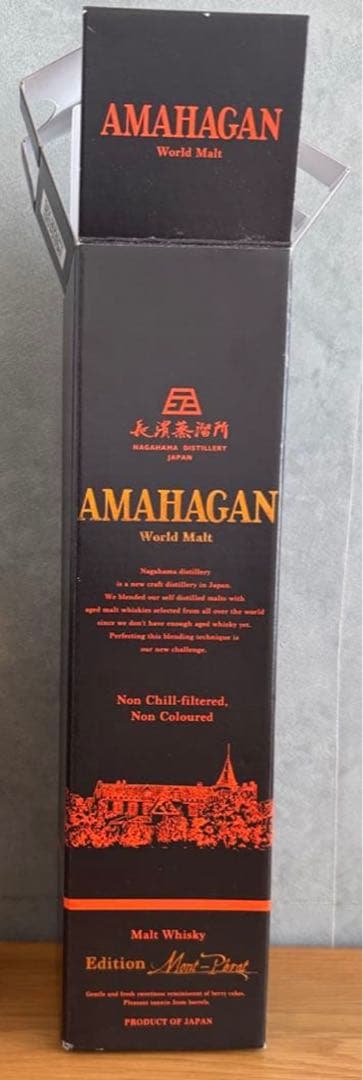 AMAHAGAN
World Malt
長濱蒸溜所
NAGAHAMA DISTILLERY
JAPAN
AMAHAGAN
World Malt
Nagahama distillery
is a new craft distillery in Japan.
We blended our self distilled malts with
aged malt whiskies selected from all over the world
since we don't have enough aged whisky yet.
Perfecting this blending technique is
our new challenge.
Non Chill-filtered,
Non Coloured
Malt Whisky
Edition Mont-Pérat
Gentle and fresh sweetness reminiscent of berry cakes.
Pleasant tannin from barrels.
PRODUCT OF JAPAN